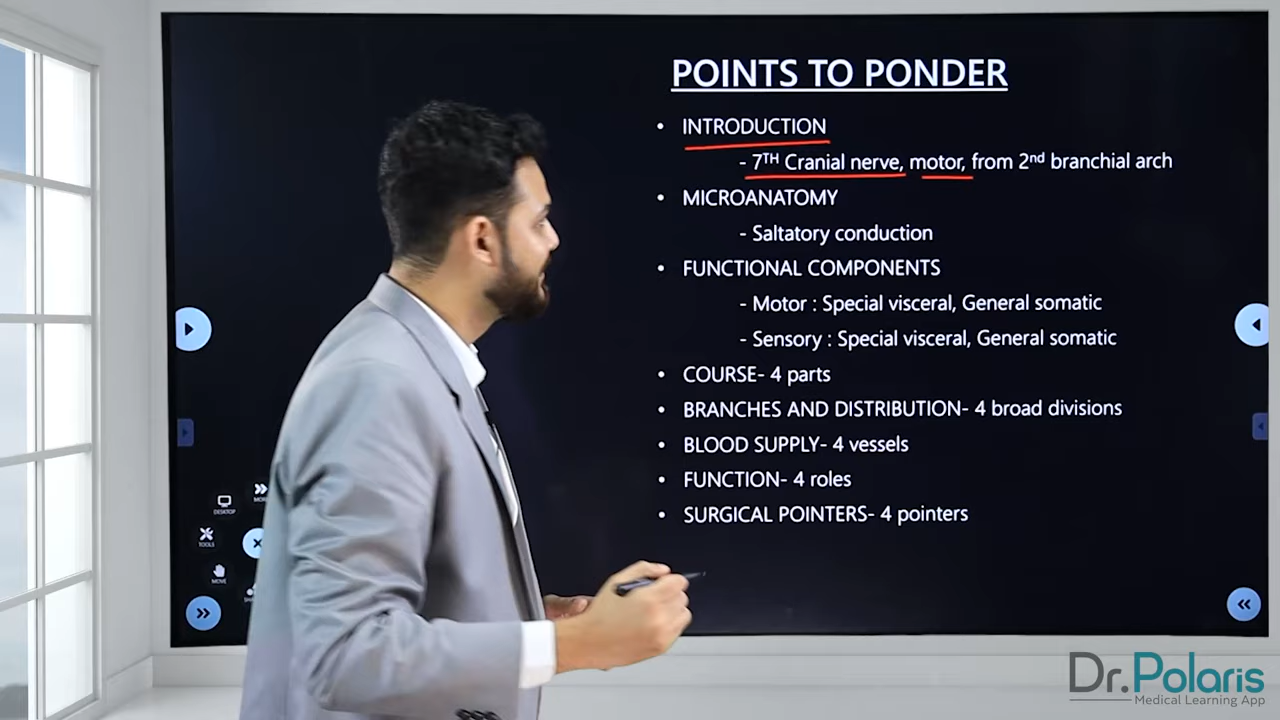 POINTS TO PONDER
• INTRODUCTION
- 7TH Cranial nerve, motor, from 2nd branchial arch
• MICROANATOMY
- Saltatory conduction
• FUNCTIONAL COMPONENTS
- Motor : Special visceral, General somatic
- Sensory : Special visceral, General somatic
• COURSE- 4 parts
• BRANCHES AND DISTRIBUTION- 4 broad divisions
• BLOOD SUPPLY- 4 vessels
• FUNCTION- 4 roles
• SURGICAL POINTERS- 4 pointers
DESKTOP
TOOLS
MOVE
Dr.Polaris
Medical Learning App